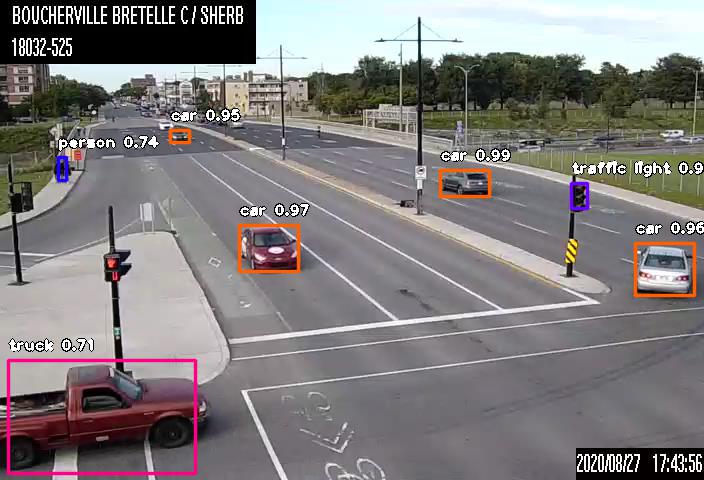 BOUCHERVILLE BRETELLE C / SHERB
18032-525
car 0.95
person 0.74
car 0.99
traffic light 0.9
car 0.97
car 0.96
truck 0.71
2020/08/27 17:43:56